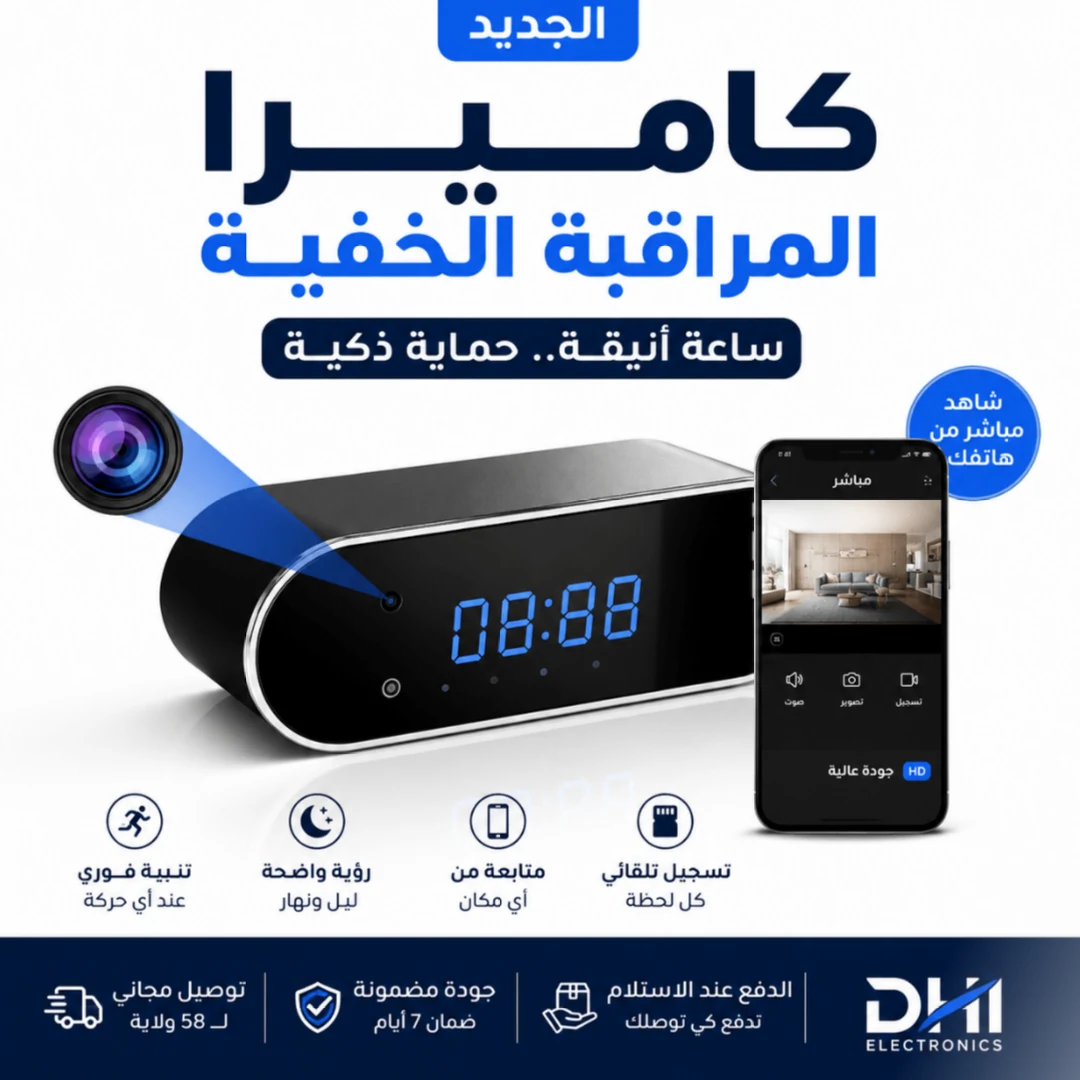 الجديد
كاميرا
المراقبة الخفية
ساعة أنيقة.. حماية ذكية
شاهد
مباشر من
هاتفك
مباشر
08:88
صوت
تصوير
تسجيل
HD جودة عالية
تسجيل تلقائي
كل لحظة
متابعة من
أي مكان
رؤية واضحة
ليل ونهار
تنبية فوري
عند أي حركة
DHI
ELECTRONICS
الدفع عند الاستلام
تدفع كي توصلك
جودة مضمونة
ضمان 7 أيام
توصيل مجاني
لـ 58 ولاية